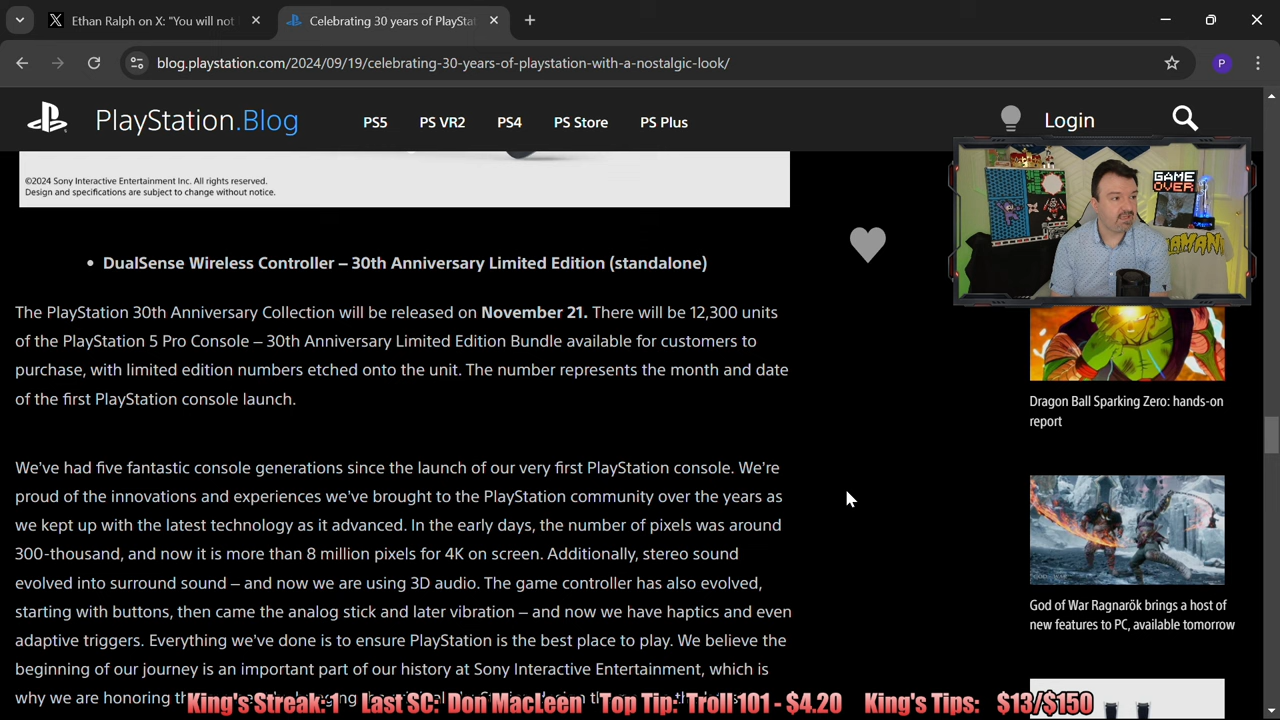 Ethan Ralph on X: "You will not
Celebrating 30 years of PlaySta
blog.playstation.com/2024/09/19/celebrating-30-years-of-playstation-with-a-nostalgic-look/
P
PlayStation.Blog
PS5
PS VR2
PS4
PS Store
PS Plus
Login
©2024 Sony Interactive Entertainment Inc. All rights reserved.
Design and specifications are subject to change without notice.
GAME OVER
• DualSense Wireless Controller – 30th Anniversary Limited Edition (standalone)
The PlayStation 30th Anniversary Collection will be released on November 21. There will be 12,300 units
of the PlayStation 5 Pro Console – 30th Anniversary Limited Edition Bundle available for customers to
purchase, with limited edition numbers etched onto the unit. The number represents the month and date
of the first PlayStation console launch.
Dragon Ball Sparking Zero: hands-on
report
We've had five fantastic console generations since the launch of our very first PlayStation console. We're
proud of the innovations and experiences we've brought to the PlayStation community over the years as
we kept up with the latest technology as it advanced. In the early days, the number of pixels was around
300-thousand, and now it is more than 8 million pixels for 4K on screen. Additionally, stereo sound
evolved into surround sound – and now we are using 3D audio. The game controller has also evolved,
starting with buttons, then came the analog stick and later vibration – and now we have haptics and even
adaptive triggers. Everything we've done is to ensure PlayStation is the best place to play. We believe the
beginning of our journey is an important part of our history at Sony Interactive Entertainment, which is
why we are honoring
God of War Ragnarök brings a host of
new features to PC, available tomorrow
King's Streak: 1 Last SC: Don MacLeen Top Tip: Troll 101 - $4.20 King's Tips: $13/$150